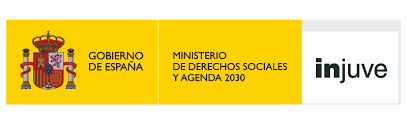 GOBIERNO
DE ESPAÑA
MINISTERIO
DE DERECHOS SOCIALES
Y AGENDA 2030
injuve